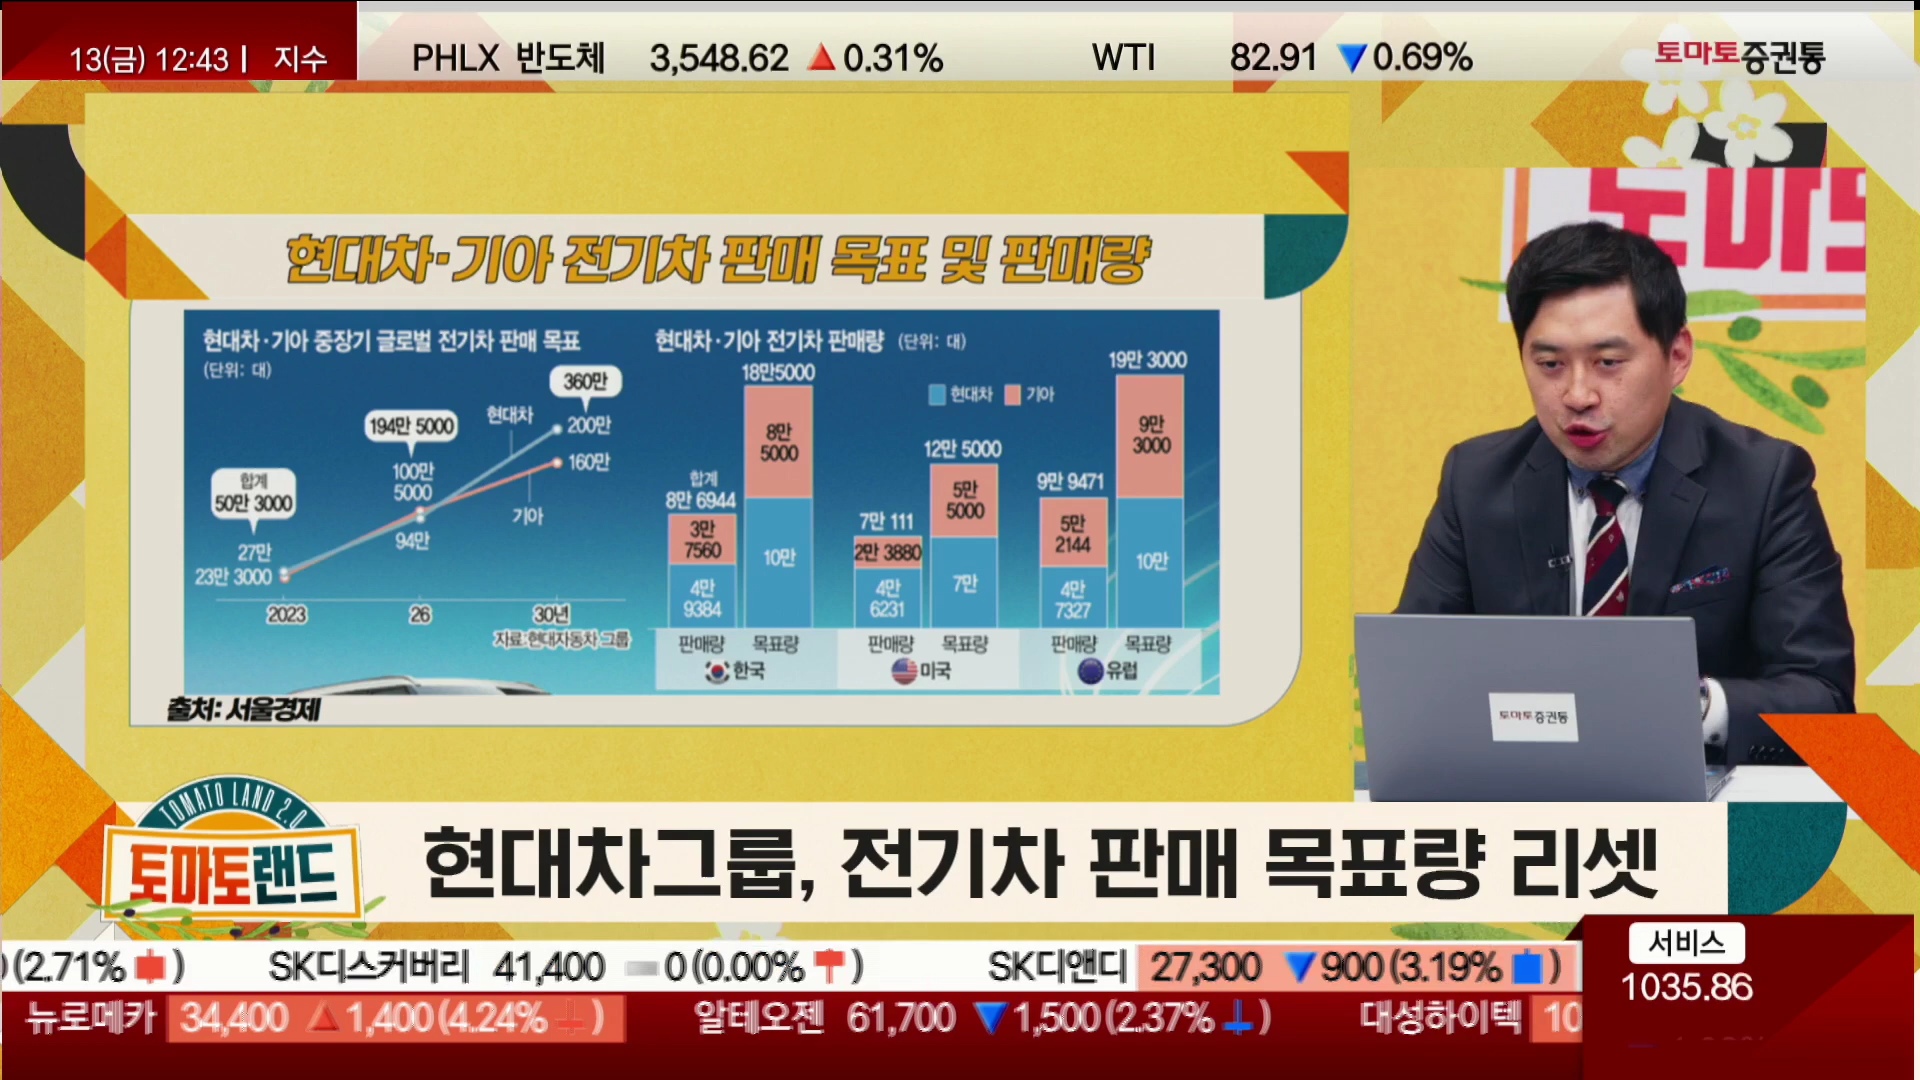 13(금) 12:43 | 지수
PHLX 반도체 3,548.62 ▲0.31%
WTI 82.91 ▼0.69%
토마토증권통
현대차·기아 전기차 판매 목표 및 판매량
현대차·기아 중장기 글로벌 전기차 판매 목표
(단위: 대)
합계
50만 3000
27만
23만 3000
194만 5000
100만
5000
94만
현대차
360만
200만
160만
기아
2023
26
30년
자료:현대자동차 그룹
현대차·기아 전기차 판매량 (단위: 대)
현대차 기아
합계
8만 6944
3만
7560
4만
9384
18만5000
8만
5000
10만
7만 111
2만 3880
4만
6231
12만 5000
5만
5000
7만
9만 9471
5만
2144
4만
7327
19만 3000
9만
3000
10만
판매량 목표량
한국
판매량 목표량
미국
판매량 목표량
유럽
출처: 서울경제
토마
토마토증권통
TOMATO LAND 2.0
토마토랜드
현대차그룹, 전기차 판매 목표량 리셋
(2.71% )
SK디스커버리 41,400 0(0.00% )
SK디앤디 27,300 ▼900(3.19% )
뉴로메카 34,400 △1,400(4.24% )
알테오젠 61,700 ▼1,500(2.37% )
대성하이텍 10
서비스
1035.86